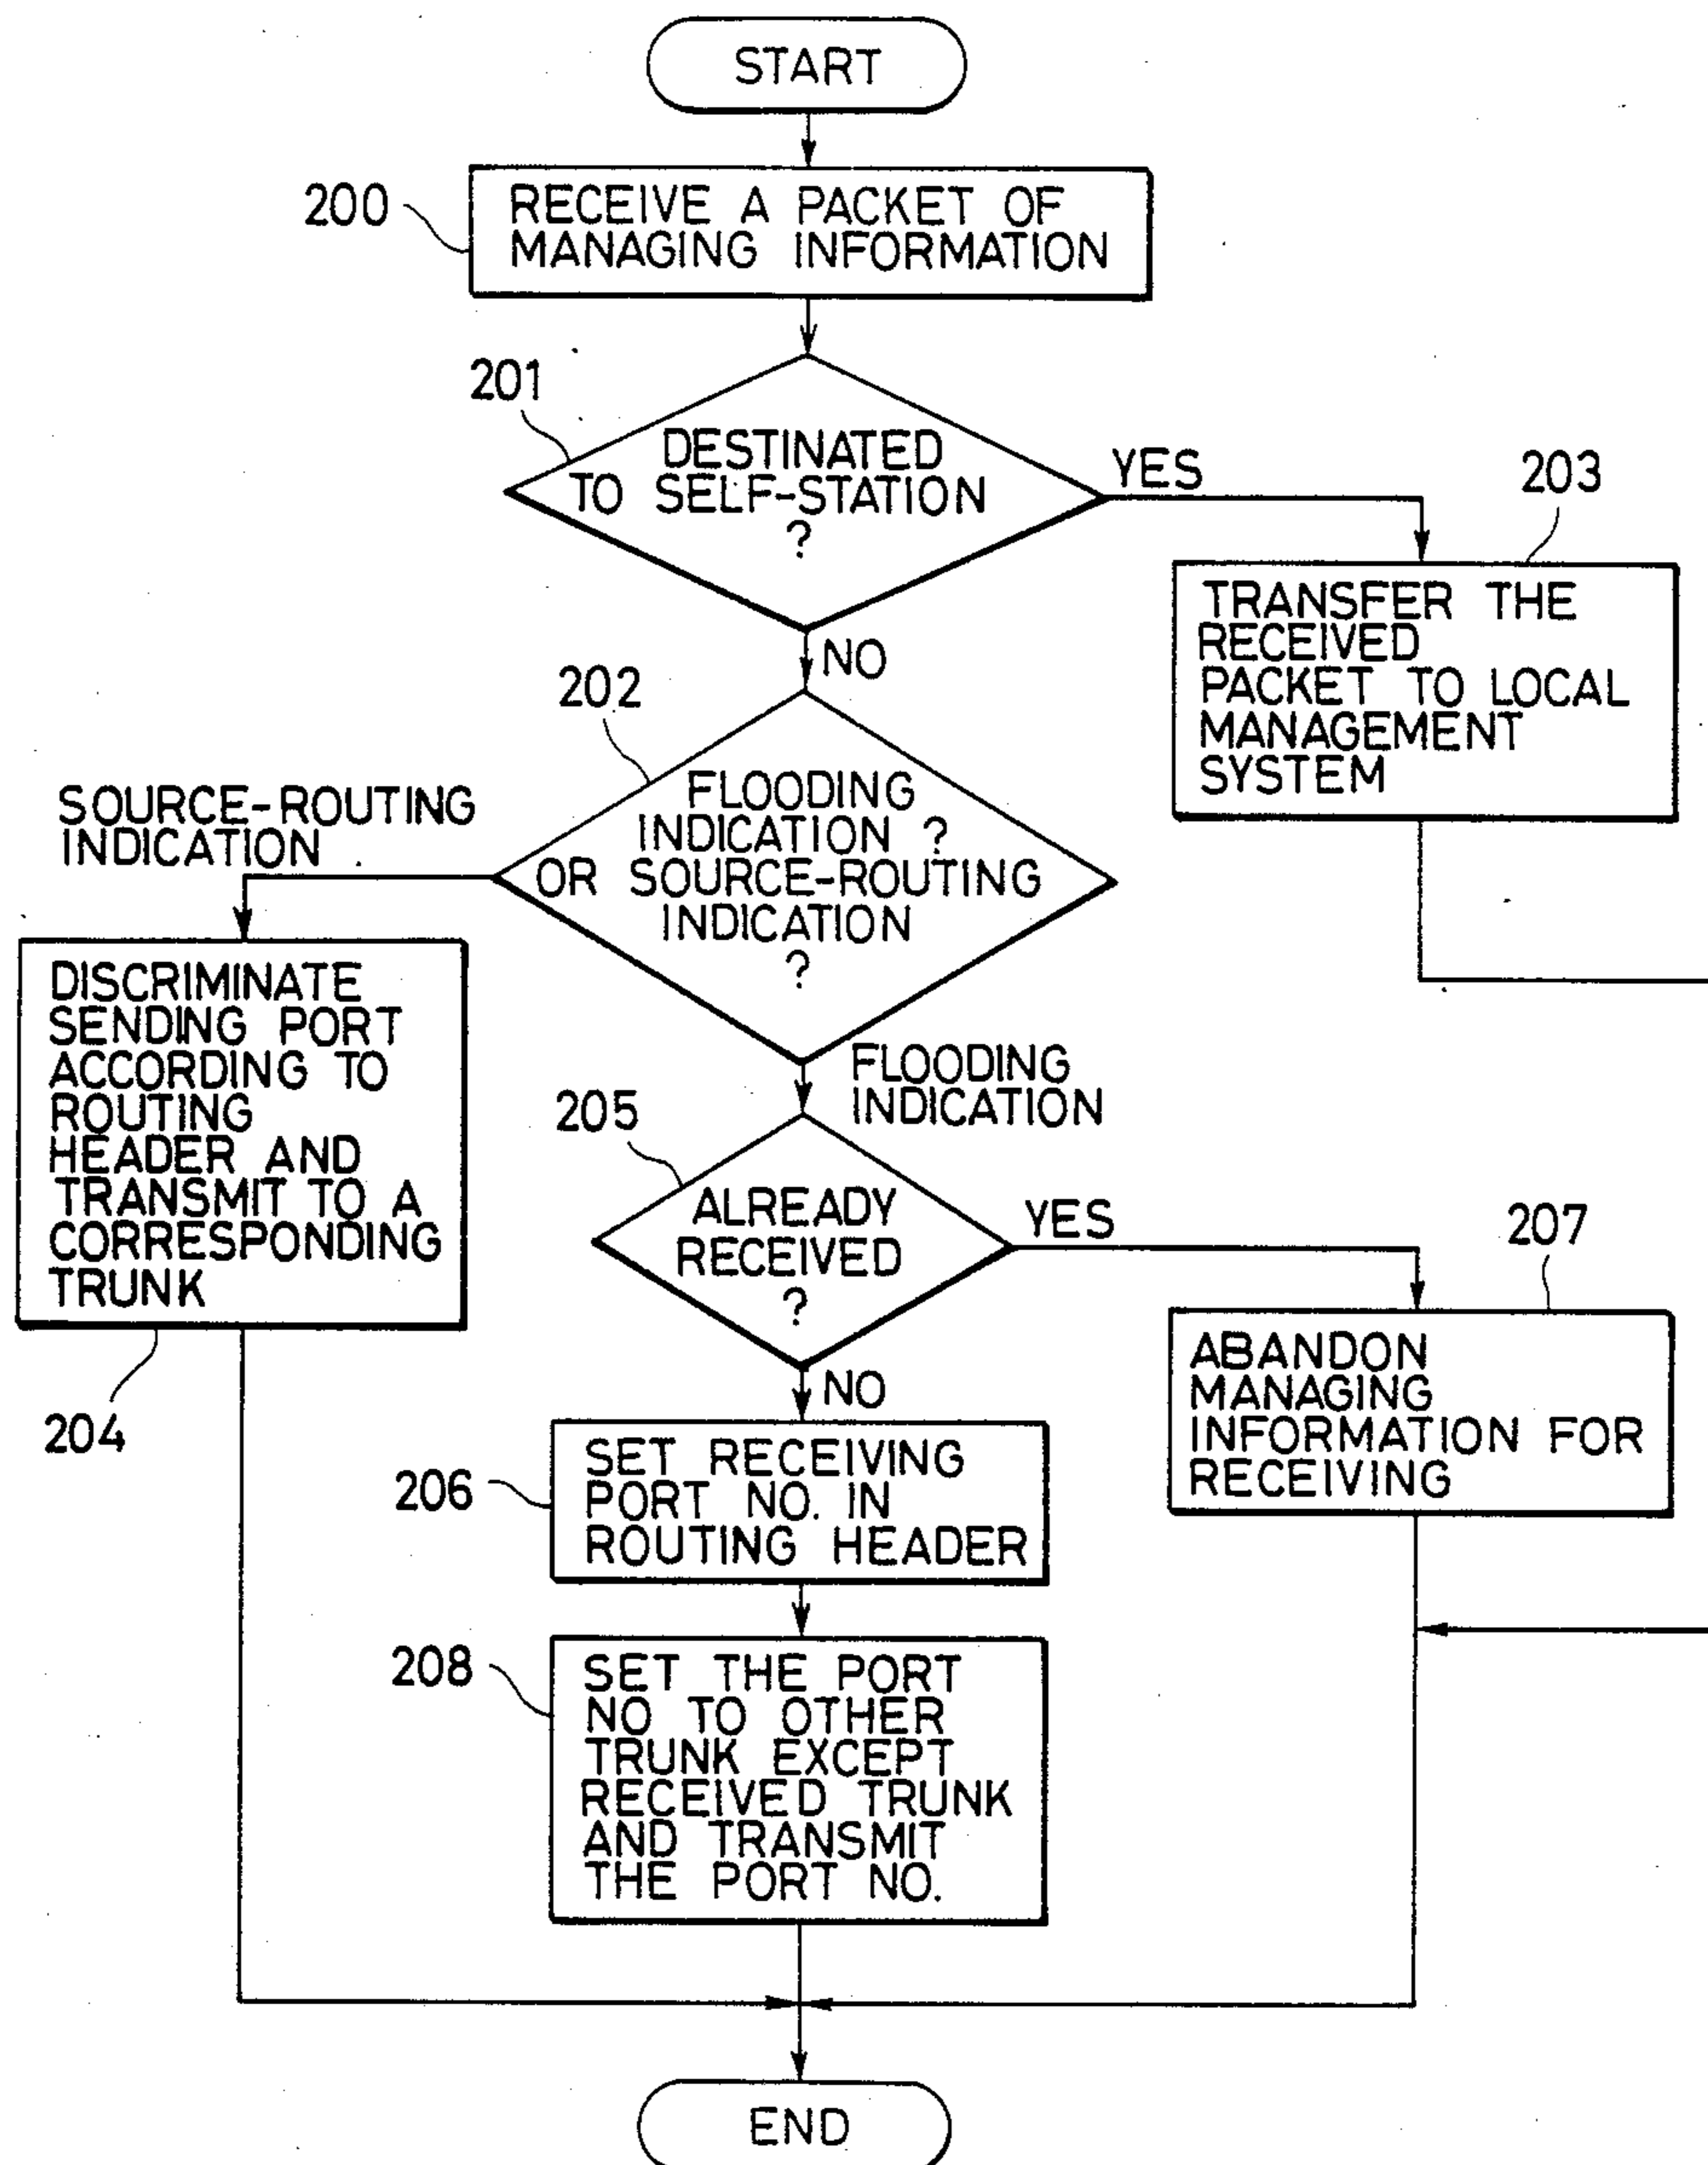 START
200
RECEIVE A PACKET OF
MANAGING INFORMATION
201
DESTINATED
TO SELF-STATION
?
YES
203
TRANSFER THE
RECEIVED
PACKET TO LOCAL
MANAGEMENT
SYSTEM
NO
202
FLOODING
INDICATION ?
OR SOURCE-ROUTING
INDICATION
?
SOURCE-ROUTING
INDICATION
DISCRIMINATE
SENDING PORT
ACCORDING TO
ROUTING
HEADER AND
TRANSMIT TO A
CORRESPONDING
TRUNK
204
FLOODING
INDICATION
205
ALREADY
RECEIVED
?
YES
207
ABANDON
MANAGING
INFORMATION FOR
RECEIVING
NO
206
SET RECEIVING
PORT NO. IN
ROUTING HEADER
208
SET THE PORT
NO TO OTHER
TRUNK EXCEPT
RECEIVED TRUNK
AND TRANSMIT
THE PORT NO.
END